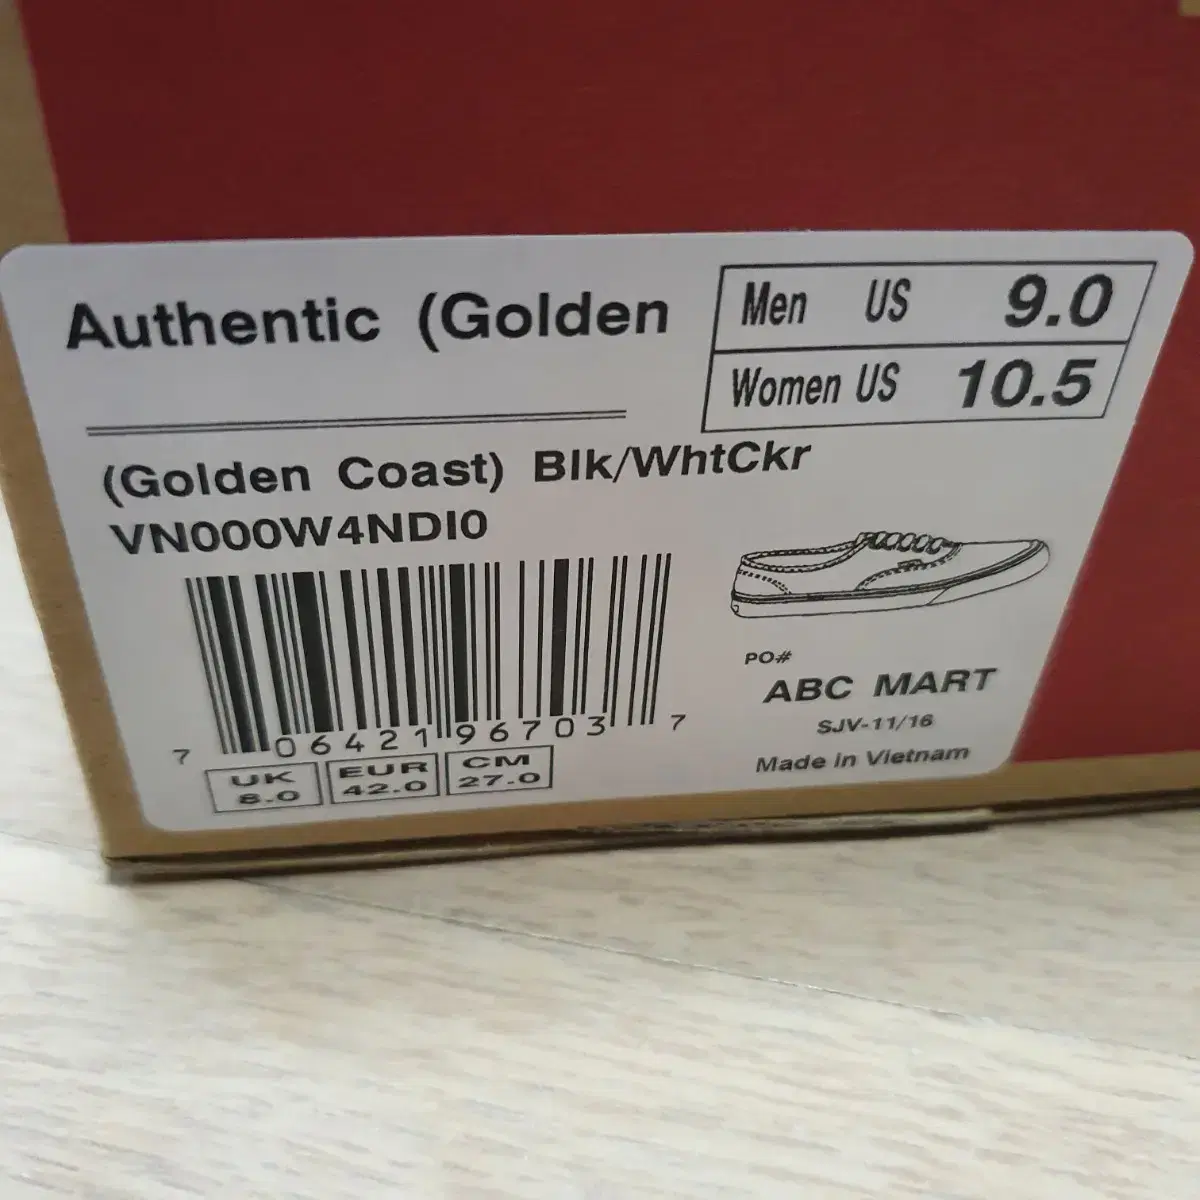 Authentic (Golden
Men US 9.0
Women US 10.5
(Golden Coast) Blk/WhtCkr
VN000W4NDI0
7 06421 96703 7
UK
8.0
EUR
42.0
CM
27.0
PO#
ABC MART
SJV-11/16
Made in Vietnam